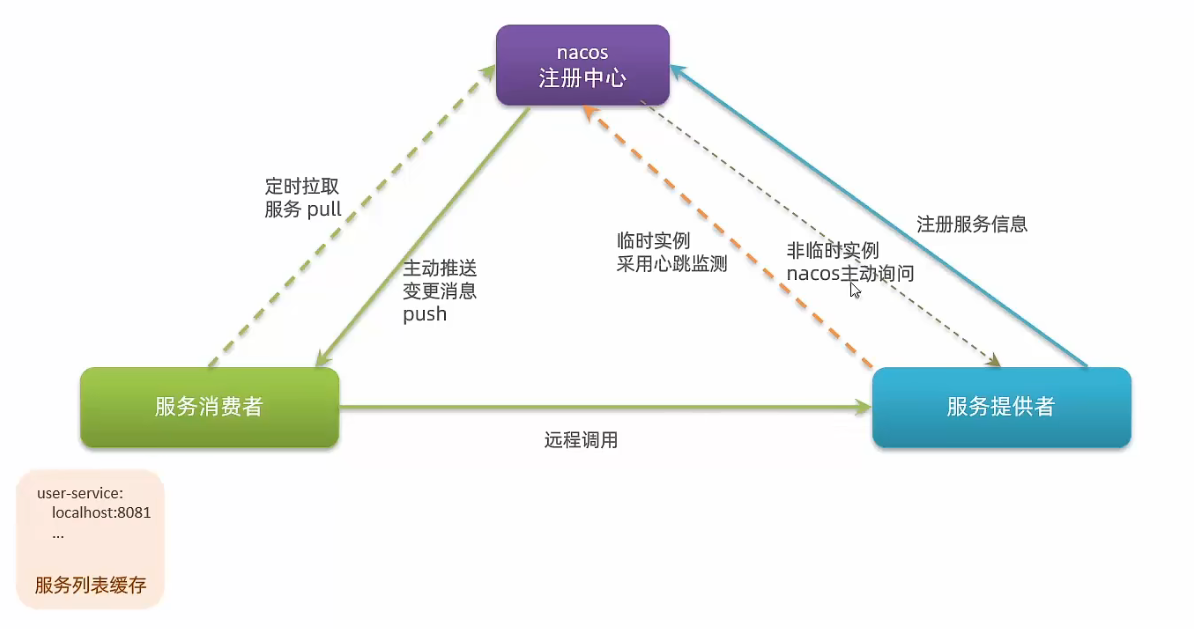 nacos
注册中心
定时拉取
服务 pull
主动推送
变更消息
push
临时实例
采用心跳监测
非临时实例
nacos主动询问
注册服务信息
服务消费者
服务提供者
远程调用
user-service:
localhost:8081
...
服务列表缓存